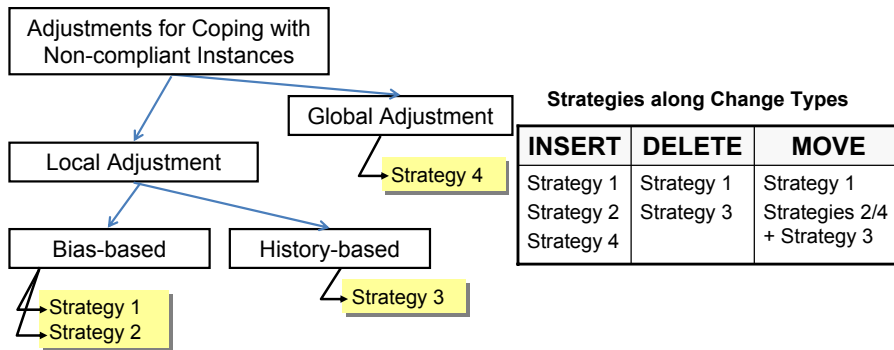 Adjustments for Coping with
Non-compliant Instances
Global Adjustment
Strategy 4
Local Adjustment
Bias-based
Strategy 1
Strategy 2
History-based
Strategy 3
Strategies along Change Types
INSERT DELETE MOVE
Strategy 1 Strategy 1 Strategy 1
Strategy 2 Strategy 3 Strategies 2/4
Strategy 4 + Strategy 3